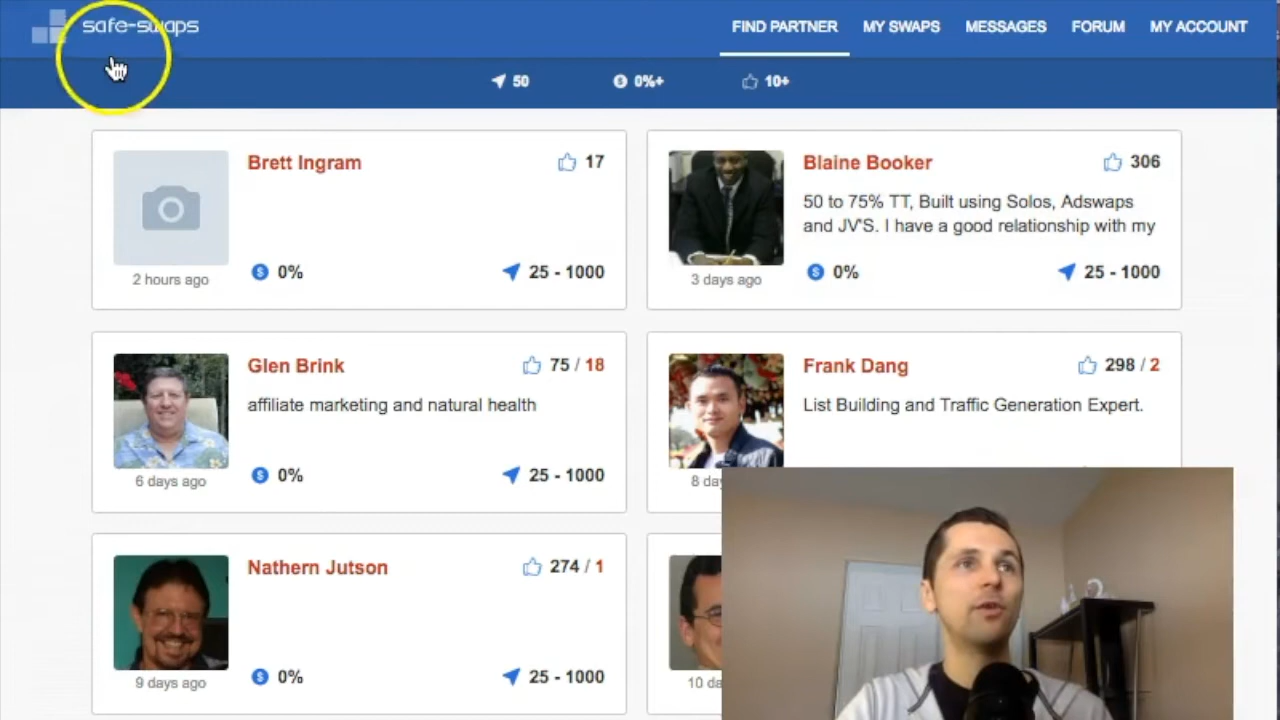 safe-swaps
FIND PARTNER
MY SWAPS
MESSAGES
FORUM
MY ACCOUNT
50
0%+
10+
Brett Ingram
17
2 hours ago
0%
25 - 1000
Blaine Booker
306
50 to 75% TT, Built using Solos, Adswaps
and JV'S. I have a good relationship with my
3 days ago
0%
25 - 1000
Glen Brink
75 / 18
affiliate marketing and natural health
6 days ago
0%
25 - 1000
Frank Dang
298 / 2
List Building and Traffic Generation Expert.
8
Nathern Jutson
274 / 1
9 days ago
0%
25 - 1000
10